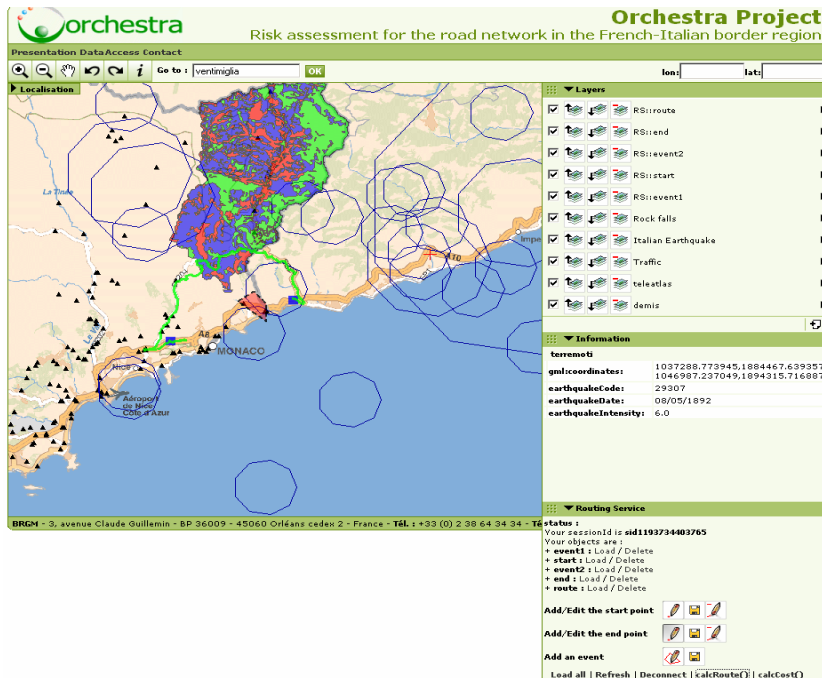 orchestra
Orchestra Project
Risk assessment for the road network in the French-Italian border region
Presentation DataAccess Contact
i Go to : ventimiglia OK lon: lat:
Localisation
La Tinée
Impe
A10
A8
MONACO
Nice
Aéroport
de Nice
Côte d'Azur
Layers
RS::route
RS::end
RS::event2
RS::start
RS::event1
Rock falls
Italian Earthquake
Traffic
teleatlas
demis
Information
terremoti
gml:coordinates: 1037288.773945,1884467.639357
1046987.237049,1894315.716887
earthquakeCode: 29307
earthquakeDate: 08/05/1892
earthquakeIntensity: 6.0
BRGM - 3, avenue Claude Guillemin - BP 36009 - 45060 Orléans cedex 2 - France - Tél. : +33 (0) 2 38 64 34 34 - Té
Routing Service
status :
Your sessionId is sid1193734403765
Your objects are :
+ event1 : Load / Delete
+ start : Load / Delete
+ event2 : Load / Delete
+ end : Load / Delete
+ route : Load / Delete
Add/Edit the start point
Add/Edit the end point
Add an event
Load all | Refresh | Deconnect | calcRoute() | calcCost()